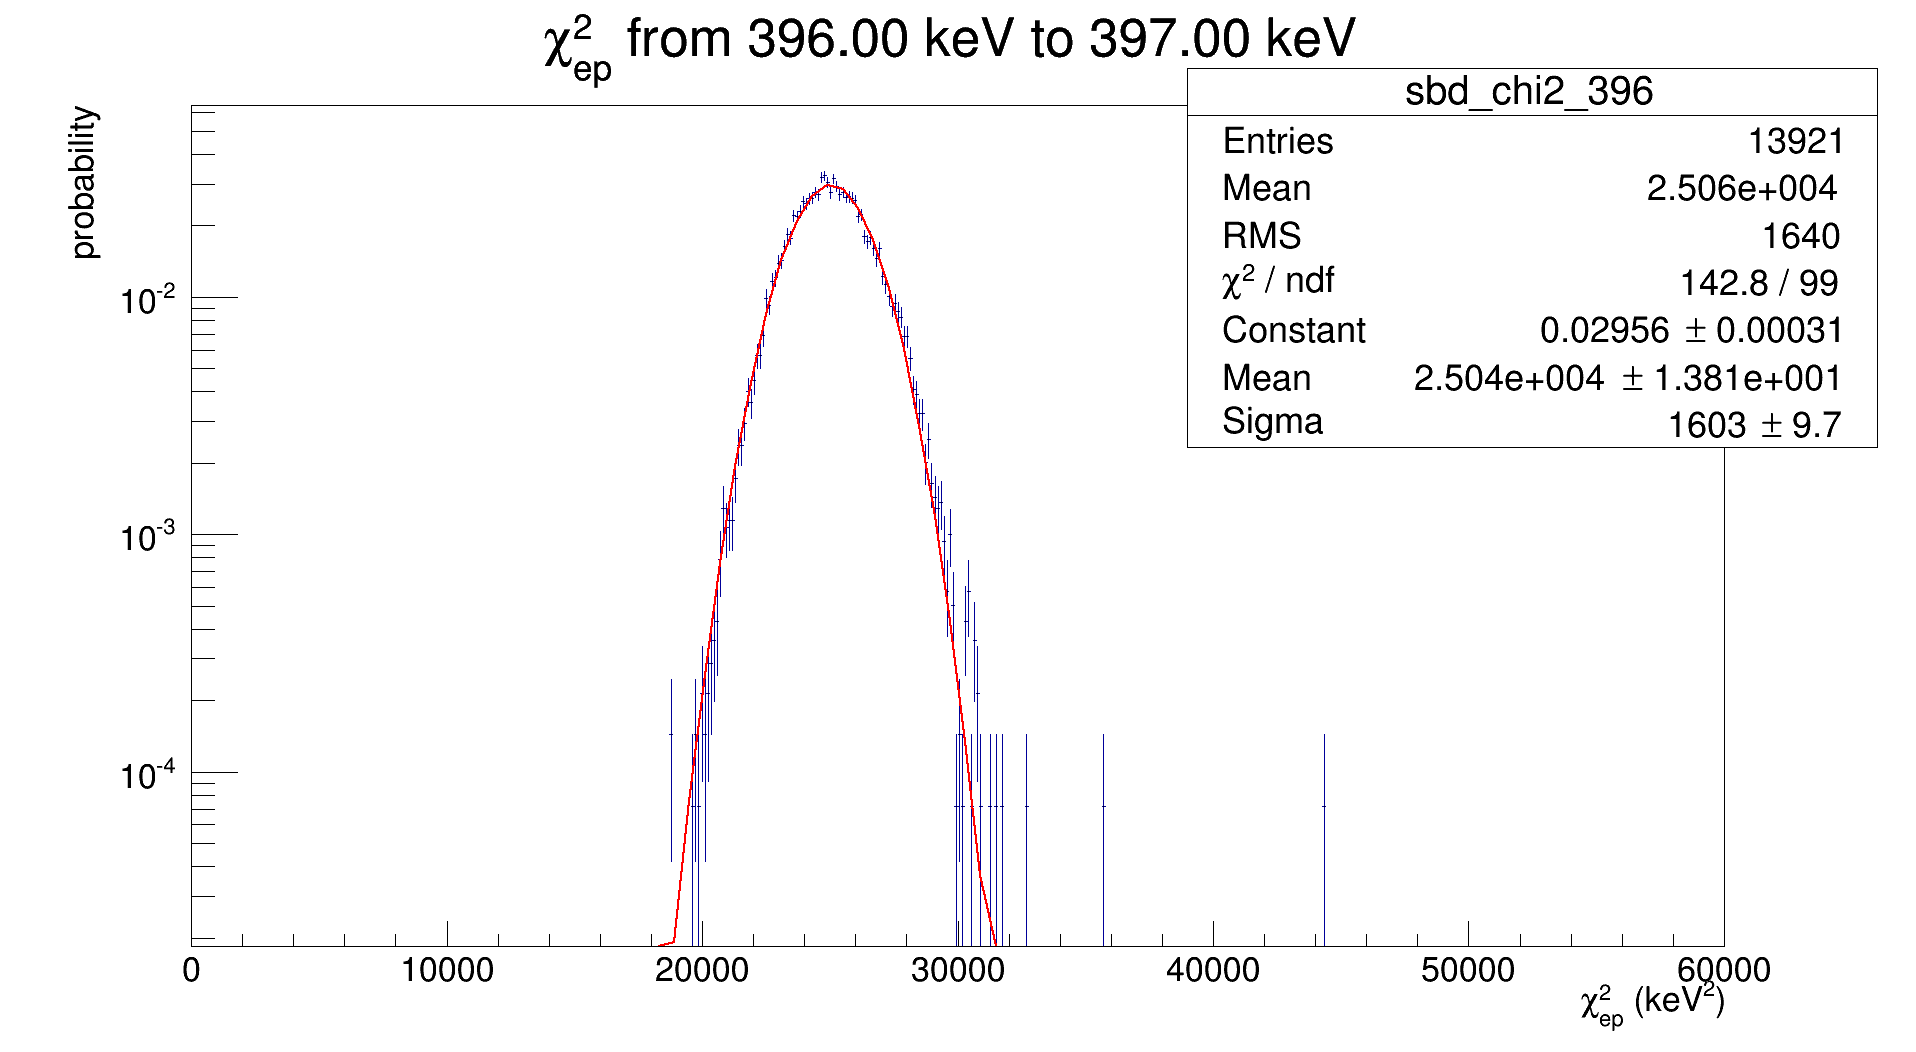 χ²ep from 396.00 keV to 397.00 keV
sbd_chi2_396
Entries 13921
Mean 2.506e+004
RMS 1640
χ² / ndf 142.8 / 99
Constant 0.02956 ± 0.00031
Mean 2.504e+004 ± 1.381e+001
Sigma 1603 ± 9.7
probability
10⁻²
10⁻³
10⁻⁴
0 10000 20000 30000 40000 50000 60000
χ²ep (keV²)